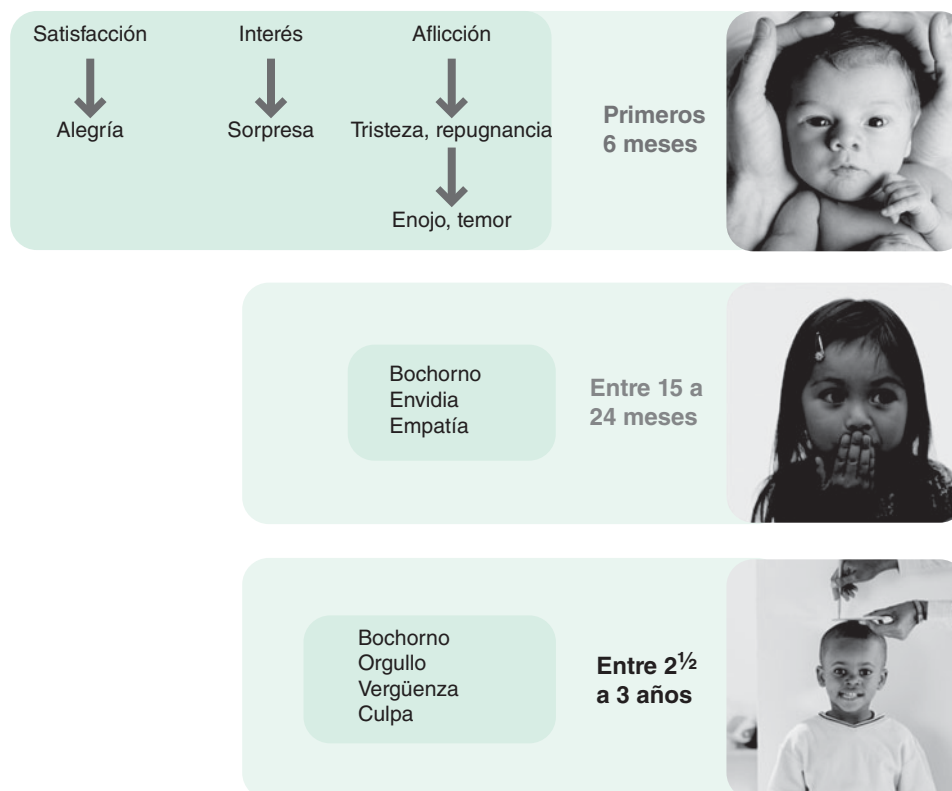 Satisfacción
Interés
Aflicción
Alegría
Sorpresa
Tristeza, repugnancia
Enojo, temor
Primeros
6 meses
Bochorno
Envidia
Empatía
Entre 15 a
24 meses
Bochorno
Orgullo
Vergüenza
Culpa
Entre 2½
a 3 años